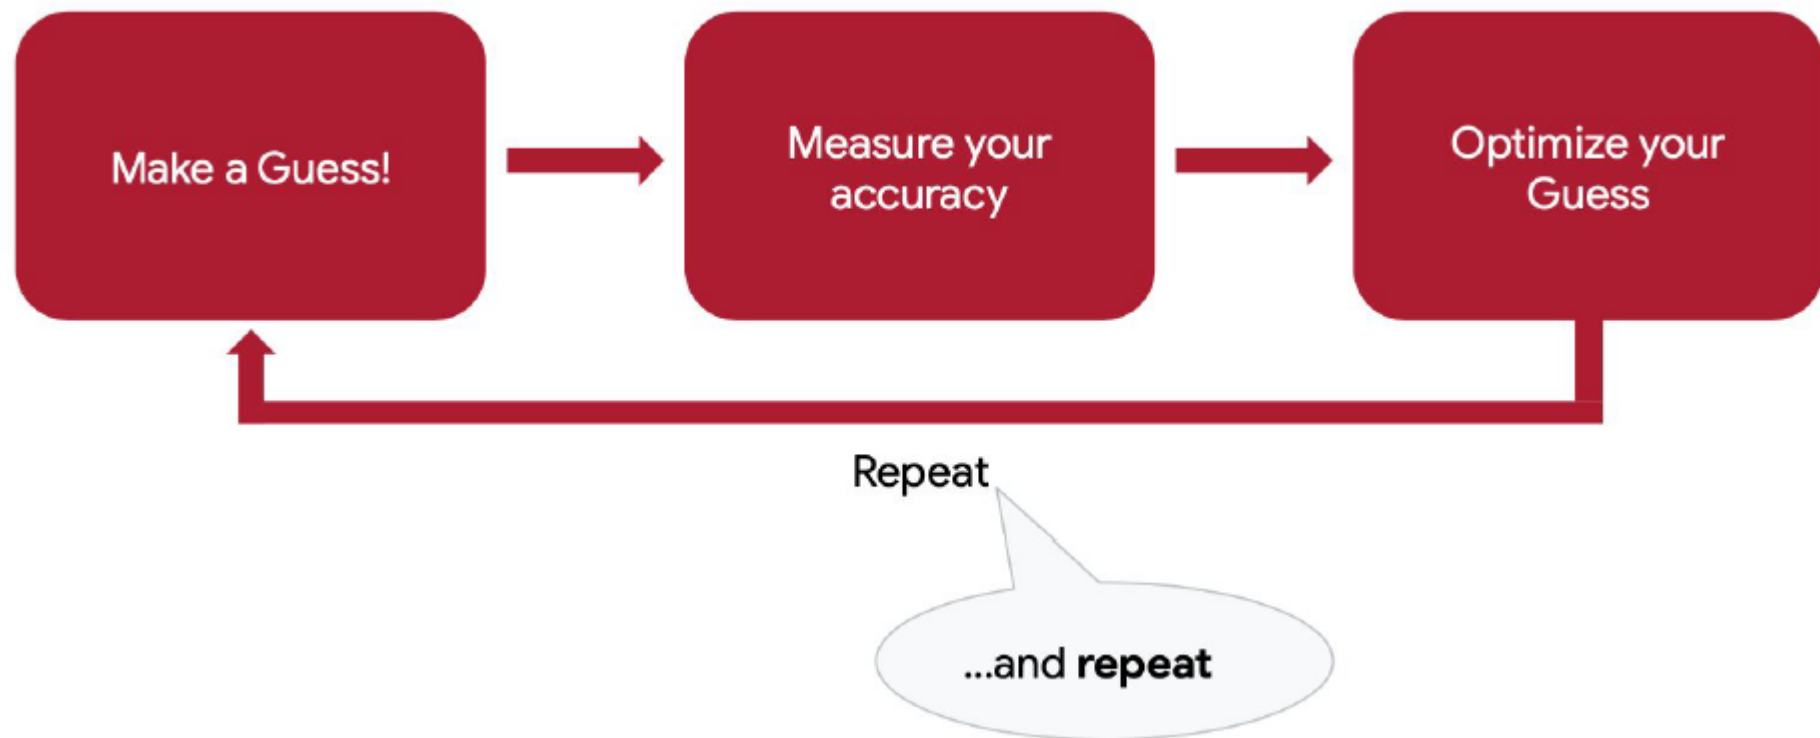 Make a Guess!
Measure your
accuracy
Optimize your
Guess
Repeat
...and repeat